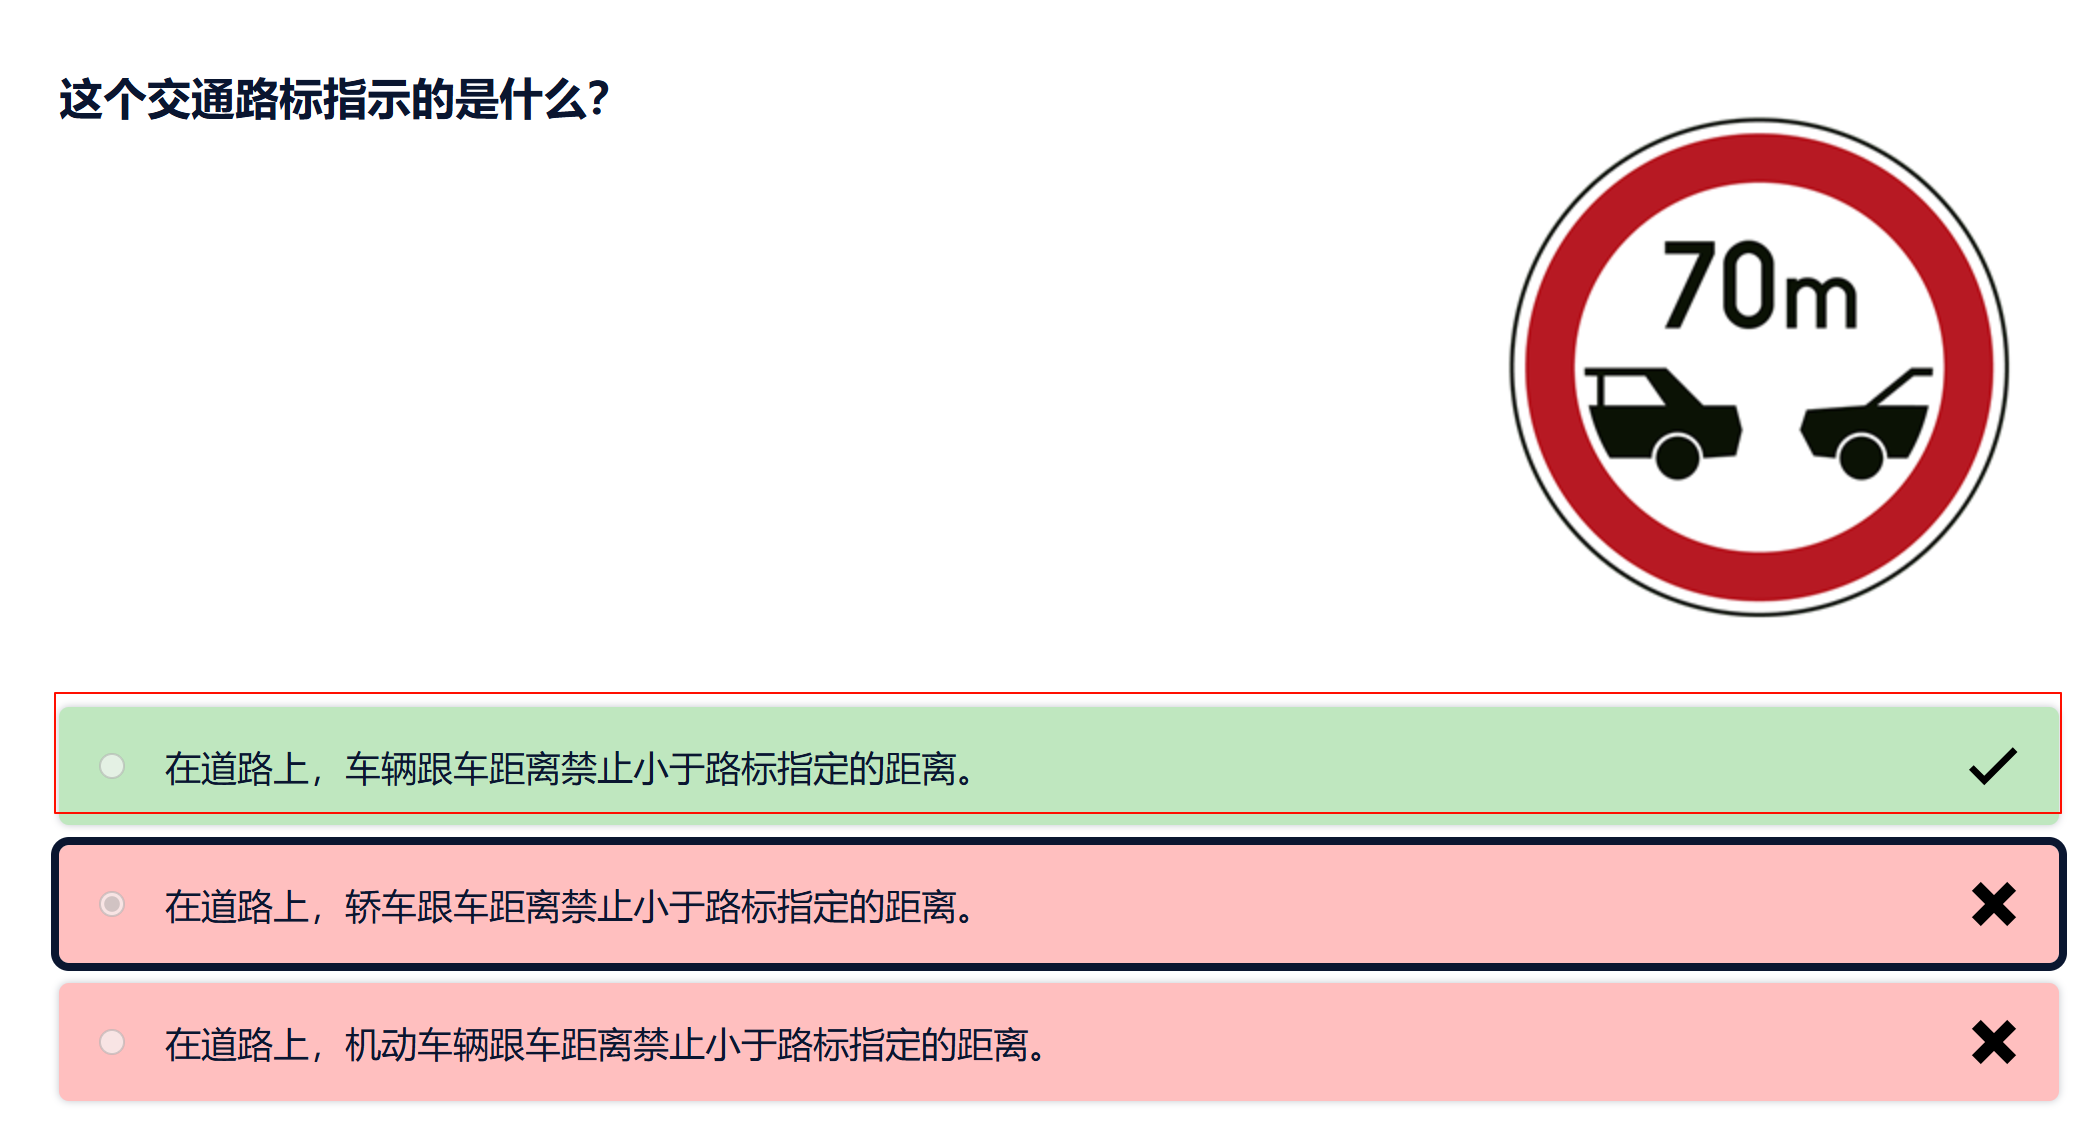 这个交通路标指示的是什么？
70m
在道路上，车辆跟车距离禁止小于路标指定的距离。
在道路上，轿车跟车距离禁止小于路标指定的距离。
在道路上，机动车辆跟车距离禁止小于路标指定的距离。